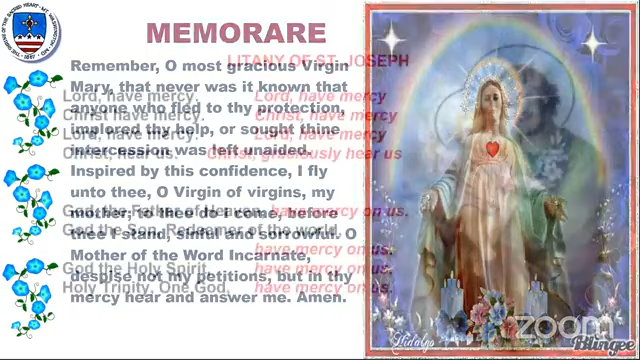 MEMORARE
Remember, O most gracious Virgin
Mary, that never was it known that
anyone who fled to thy protection,
implored thy help, or sought thine
intercession was left unaided.
Inspired by this confidence, I fly
unto thee, O Virgin of virgins, my
mother; to thee do I come, before
thee I stand, sinful and sorrowful. O
Mother of the Word Incarnate,
despise not my petitions, but in thy
mercy hear and answer me. Amen.
LITANY OF ST. JOSEPH
Lord, have mercy. Lord, have mercy
Christ have mercy. Christ, have mercy
Lord, have mercy. Lord, have mercy
Christ, hear us. Christ, graciously hear us
God, the Father of Heaven, have mercy on us.
God the Son, Redeemer of the world,
have mercy on us.
God the Holy Spirit, have mercy on us.
Holy Trinity, One God, have mercy on us.
Hidalgo
zoom
Blingee